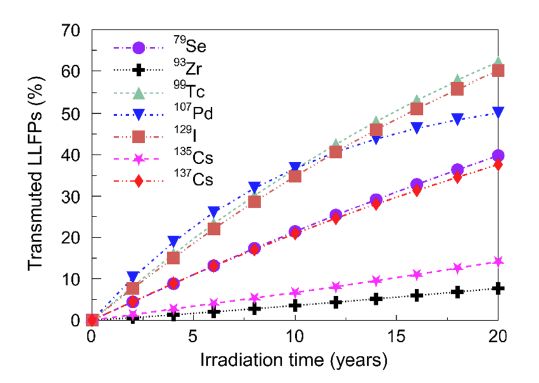 70
60
50
40
30
20
10
0
Transmuted LLFPs (%)
⁷⁹Se
⁹³Zr
⁹⁹Tc
¹⁰⁷Pd
¹²⁹I
¹³⁵Cs
¹³⁷Cs
0 5 10 15 20
Irradiation time (years)